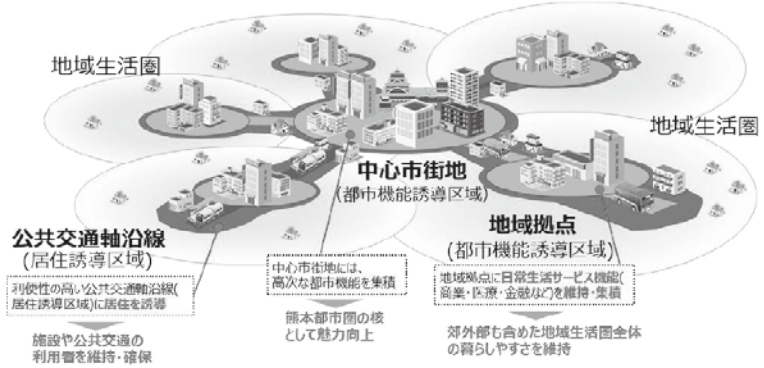 地域生活圏
地域生活圏
中心市街地
(都市機能誘導区域)
公共交通軸沿線
(居住誘導区域)
地域拠点
(都市機能誘導区域)
利便性の高い公共交通軸沿線(
居住誘導区域)に居住を誘導
施設や公共交通の
利用者を維持・確保
中心市街地には、
高次な都市機能を集積
熊本都市圏の核
として魅力向上
地域拠点に日常生活サービス機能(
商業・医療・金融など)を維持・集積
郊外部も含めた地域生活圏全体
の暮らしやすさを維持